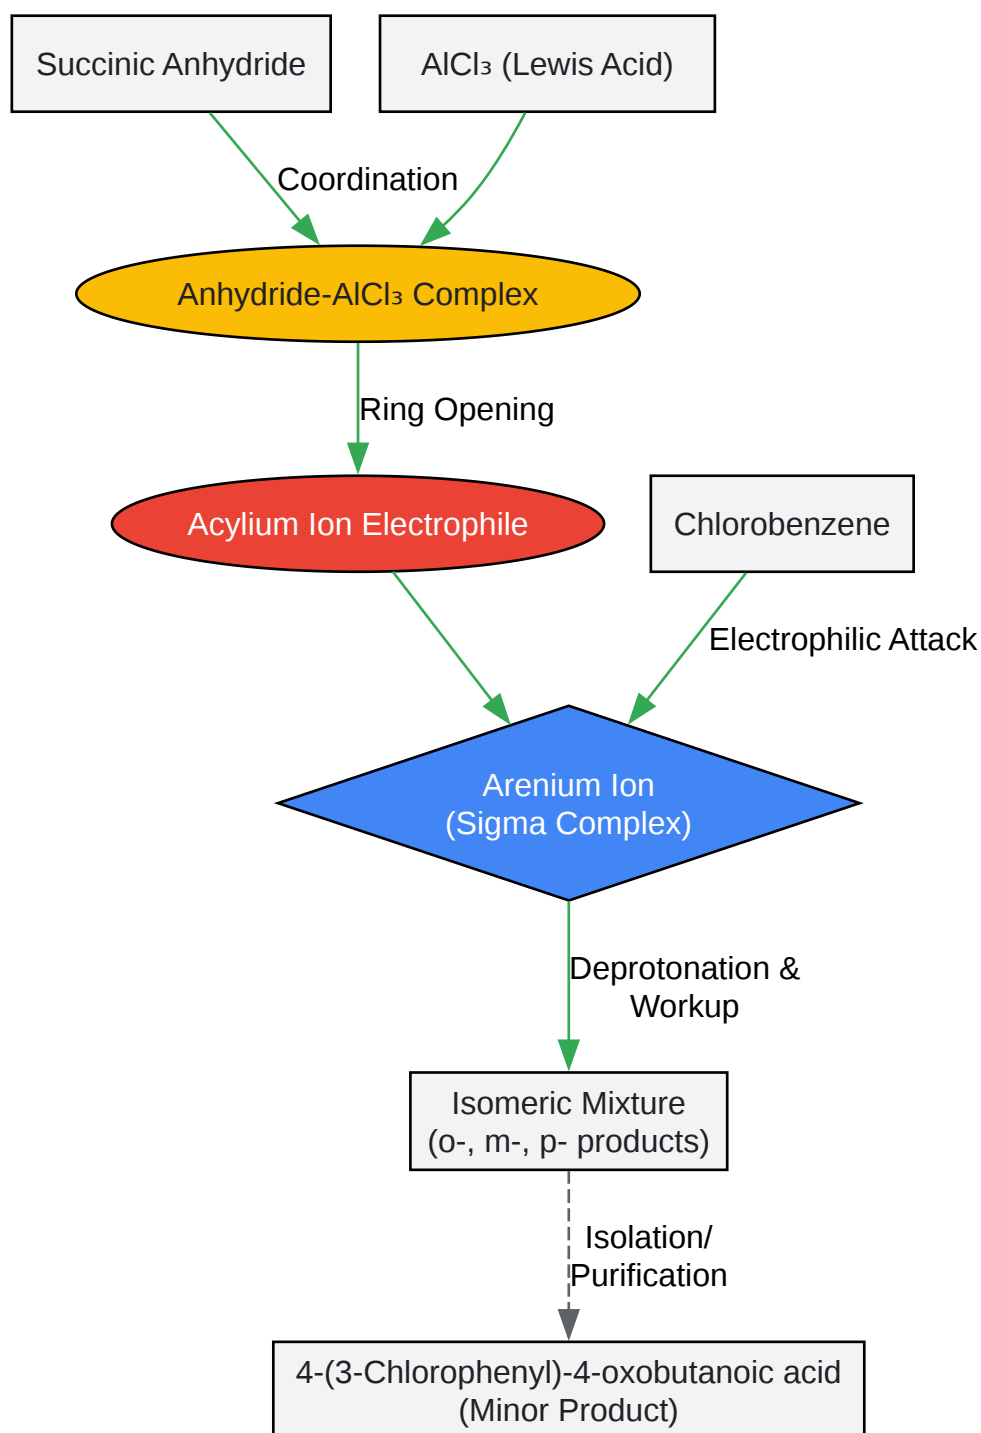 Succinic Anhydride
AlCl₃ (Lewis Acid)
Coordination
Anhydride-AlCl₃ Complex
Ring Opening
Acylium Ion Electrophile
Chlorobenzene
Electrophilic Attack
Arenium Ion
(Sigma Complex)
Deprotonation &
Workup
Isomeric Mixture
(o-, m-, p- products)
Isolation/
Purification
4-(3-Chlorophenyl)-4-oxobutanoic acid
(Minor Product)